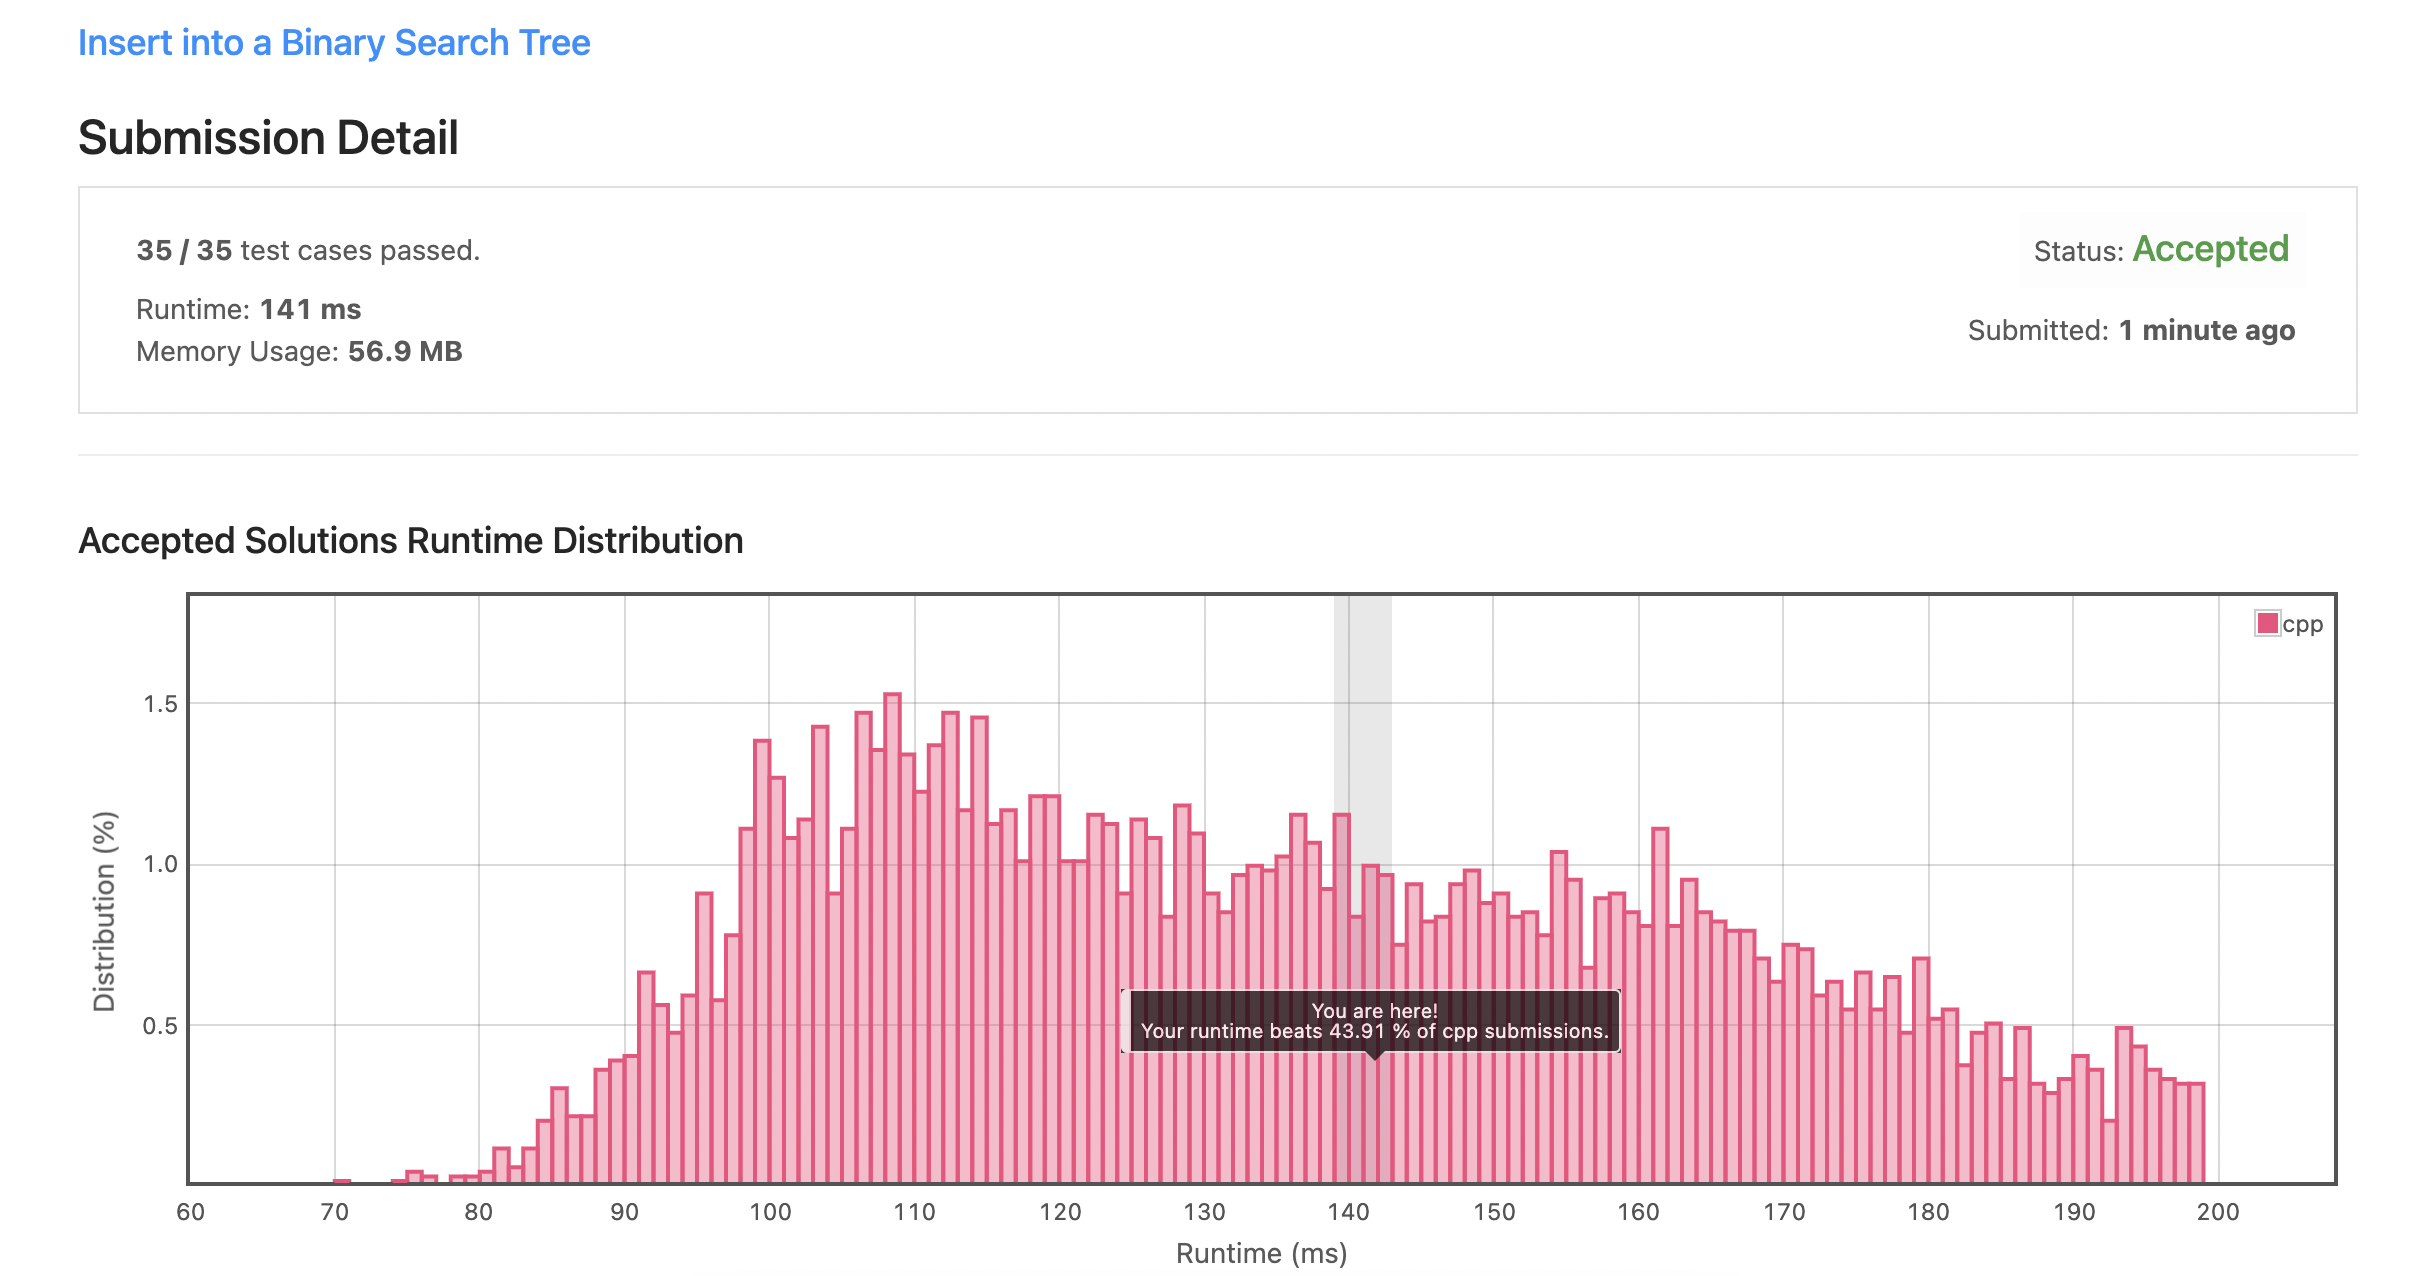 Insert into a Binary Search Tree
Submission Detail
35 / 35 test cases passed.
Status: Accepted
Runtime: 141 ms
Submitted: 1 minute ago
Memory Usage: 56.9 MB
Accepted Solutions Runtime Distribution
cpp
1.5
1.0
0.5
Distribution (%)
You are here!
Your runtime beats 43.91 % of cpp submissions.
60 70 80 90 100 110 120 130 140 150 160 170 180 190 200
Runtime (ms)